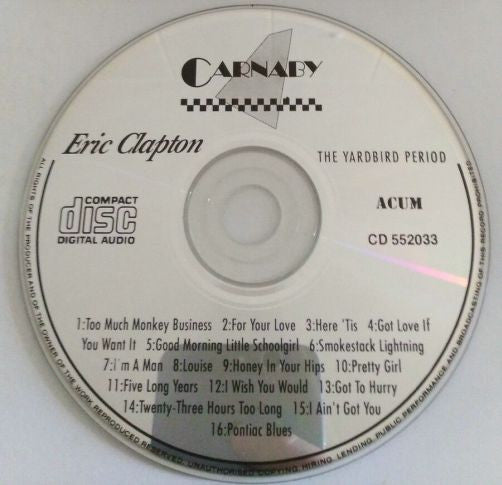 CARNABY
Eric Clapton
THE YARDBIRD PERIOD
COMPACT
disc
DIGITAL AUDIO
ACUM
CD 552033
1:Too Much Monkey Business 2:For Your Love 3:Here 'Tis 4:Got Love If
You Want It 5:Good Morning Little Schoolgirl 6:Smokestack Lightning
7:I'm A Man 8:Louise 9:Honey In Your Hips 10:Pretty Girl
11:Five Long Years 12:I Wish You Would 13:Got To Hurry
14:Twenty-Three Hours Too Long 15:I Ain't Got You
16:Pontiac Blues
ALL RIGHTS OF THE PRODUCER AND OF THE OWNER OF THE WORK REPRODUCED RESERVED. UNAUTHORISED COPYING, HIRING, LENDING, PUBLIC PERFORMANCE AND BROADCASTING OF THIS RECORD PROHIBITED.